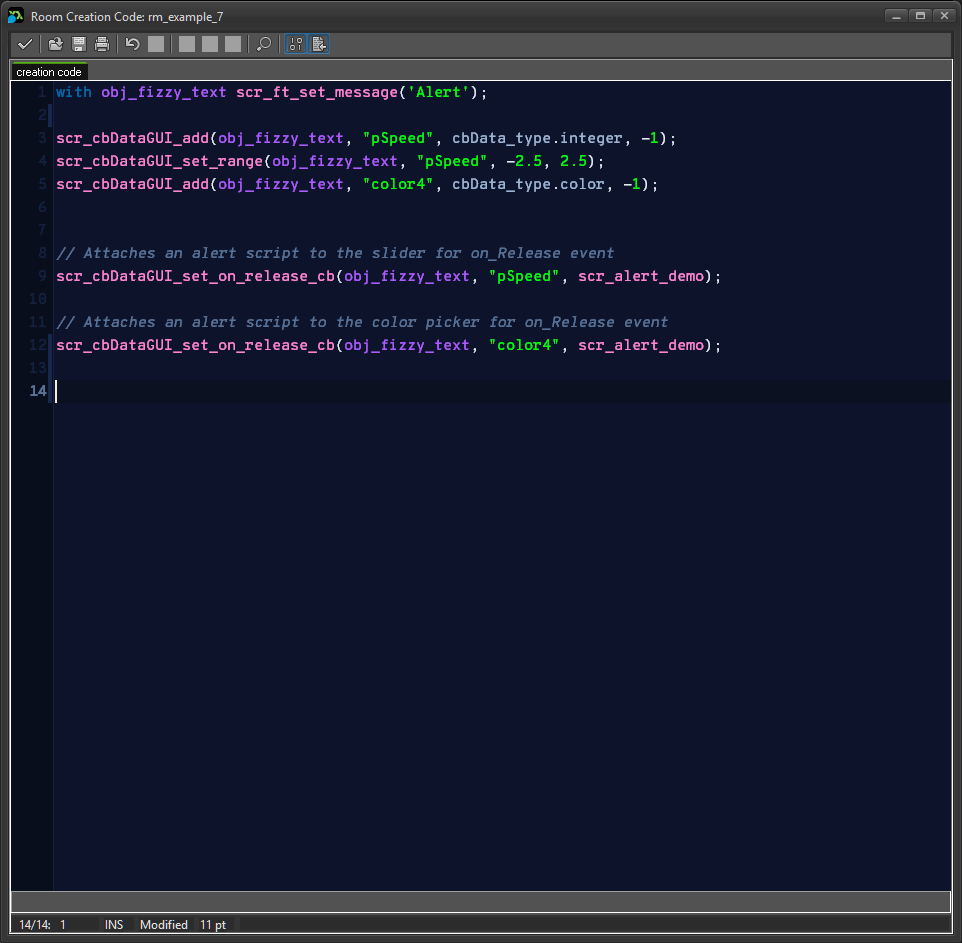 Room Creation Code: rm_example_7
creation code
1 with obj_fizzy_text scr_ft_set_message('Alert');
2
3 scr_cbDataGUI_add(obj_fizzy_text, "pSpeed", cbData_type.integer, -1);
4 scr_cbDataGUI_set_range(obj_fizzy_text, "pSpeed", -2.5, 2.5);
5 scr_cbDataGUI_add(obj_fizzy_text, "color4", cbData_type.color, -1);
6
7
8 // Attaches an alert script to the slider for on_Release event
9 scr_cbDataGUI_set_on_release_cb(obj_fizzy_text, "pSpeed", scr_alert_demo);
10
11 // Attaches an alert script to the color picker for on_Release event
12 scr_cbDataGUI_set_on_release_cb(obj_fizzy_text, "color4", scr_alert_demo);
13
14
14/14: 1 INS Modified 11 pt